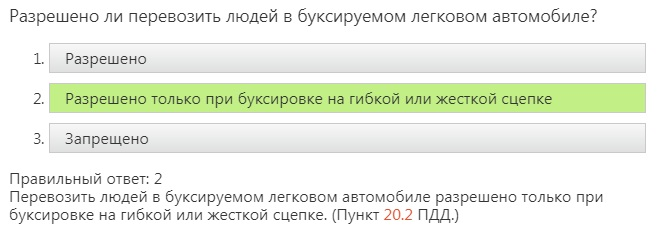 Разрешено ли перевозить людей в буксируемом легковом автомобиле?
1. Разрешено
2. Разрешено только при буксировке на гибкой или жесткой сцепке
3. Запрещено
Правильный ответ: 2
Перевозить людей в буксируемом легковом автомобиле разрешено только при
буксировке на гибкой или жесткой сцепке. (Пункт 20.2 ПДД.)